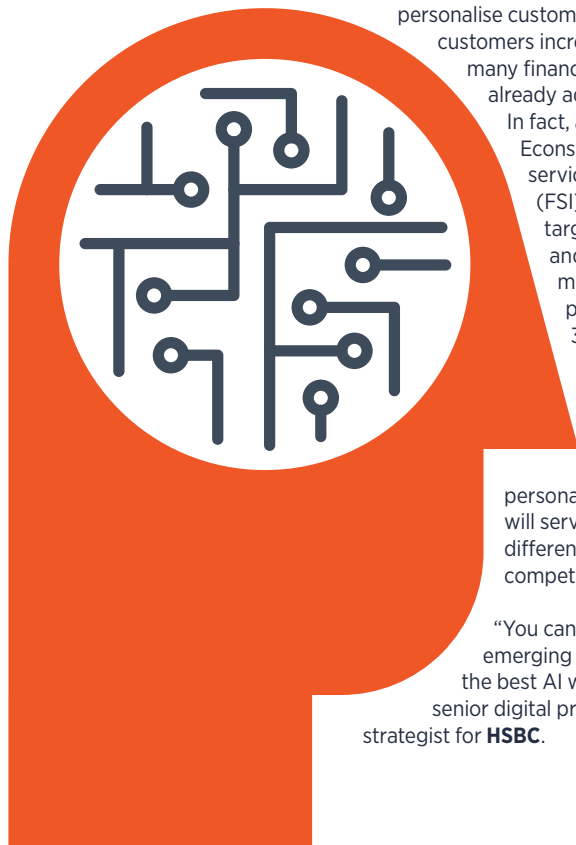 personalise custom
customers incre
many financ
already ac
In fact, a
Econs
servic
(FSI)
targ
and
m
p
3
persona
will serv
differen
compet
“You can
emerging
the best AI w
senior digital pr
strategist for HSBC.